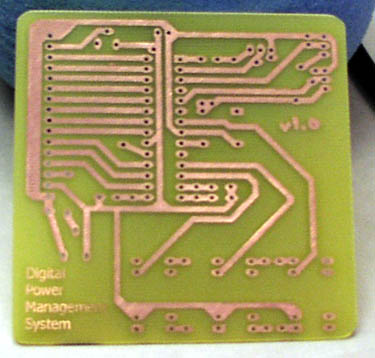 v1.0
Digital
Power
Management
System